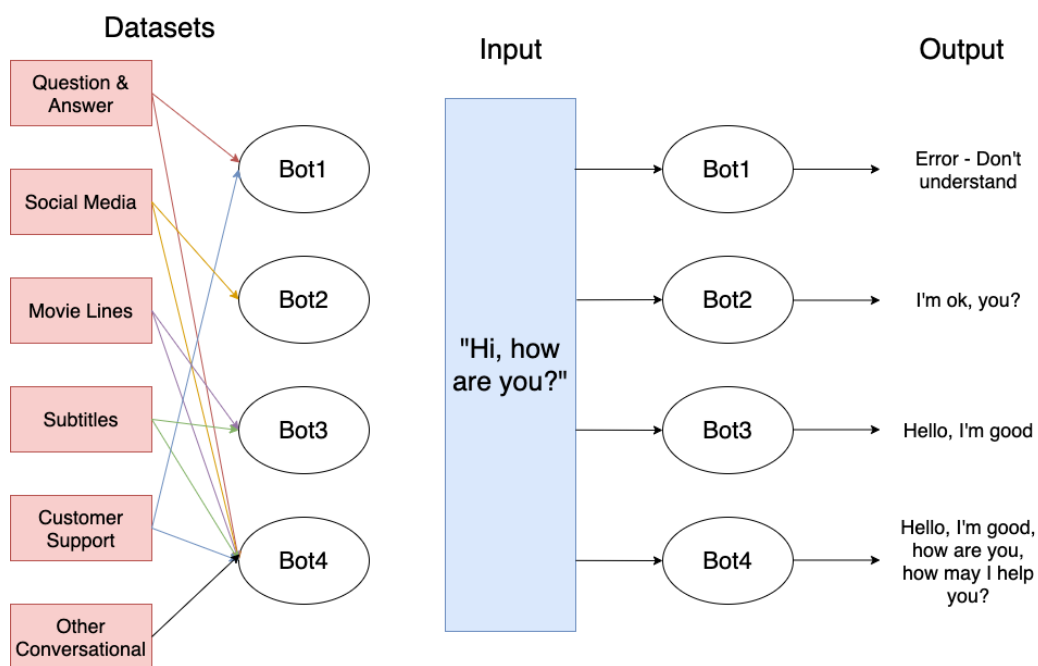 Datasets
Input
Output
Question &
Answer
Social Media
Movie Lines
Subtitles
Customer
Support
Other
Conversational
Bot1
Bot2
Bot3
Bot4
"Hi, how
are you?"
Bot1
Bot2
Bot3
Bot4
Error - Don't
understand
I'm ok, you?
Hello, I'm good
Hello, I'm good,
how are you,
how may I help
you?